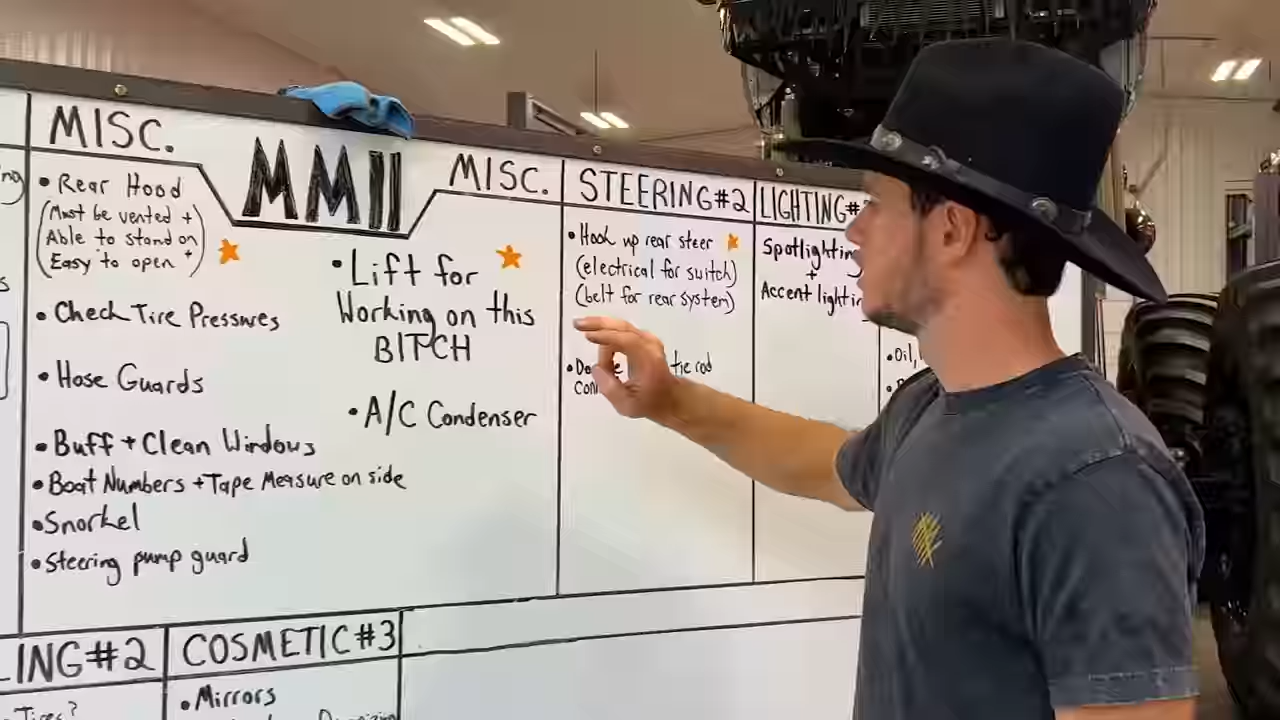 MISC.
• Rear Hood
(Must be vented +)
Able to stand on
Easy to open +
• Check Tire Pressures
• Hose Guards
• Buff + Clean Windows
• Boat Numbers + Tape Measure on side
• Snorkel
• Steering pump guard
MMII
MISC.
• Lift for
Working on this
BITCH
• A/C Condenser
STEERING #2
• Hook up rear steer
(electrical for switch)
(belt for rear system)
tie rod
LIGHTING #
Spotlighting
+
Accent lighting
• Oil,
ng
s
LING #2
Tires?
COSMETIC #3
• Mirrors